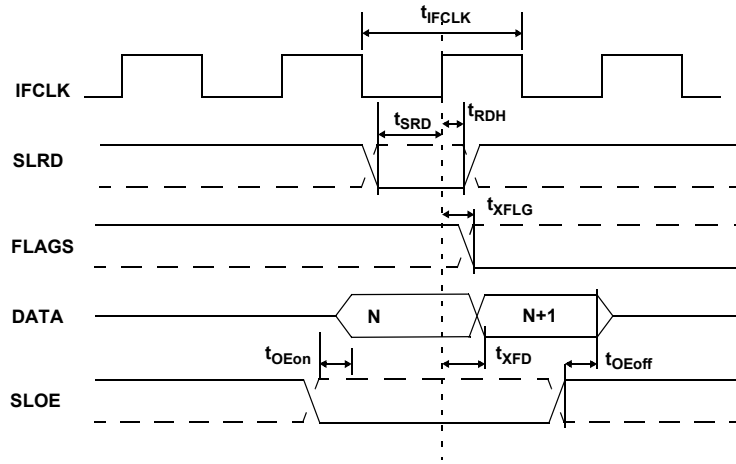 tIFCLK
IFCLK
tSRD
tRDH
SLRD
tXFLG
FLAGS
DATA
N
N+1
tOEon
tXFD
tOEoff
SLOE